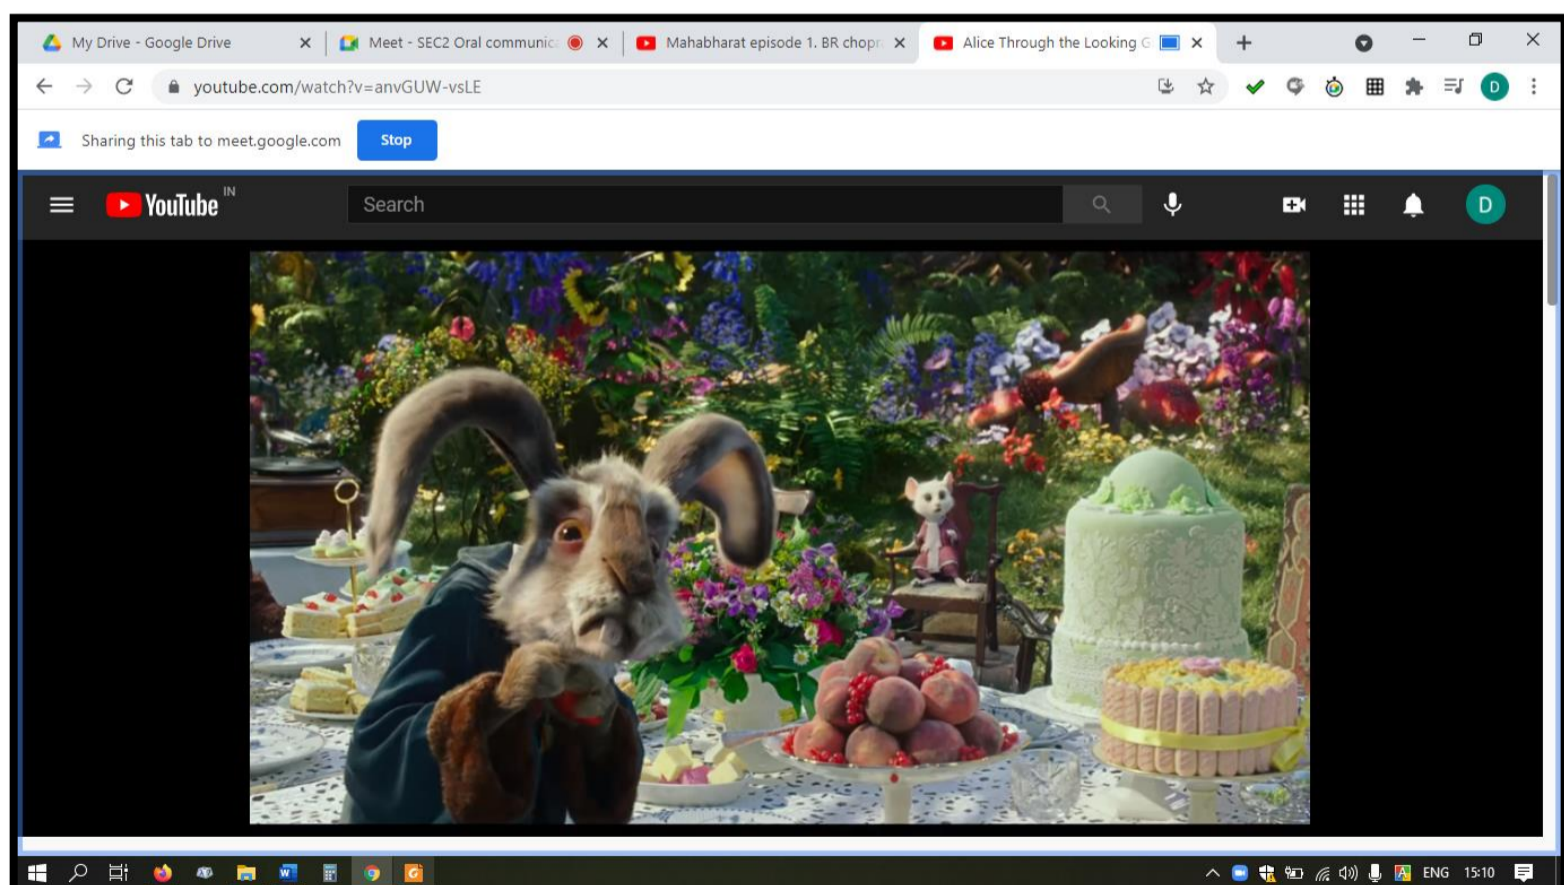 My Drive - Google Drive
Meet - SEC2 Oral communic
Mahabharat episode 1. BR chopr
Alice Through the Looking G
youtube.com/watch?v=anvGUW-vsLE
D
Sharing this tab to meet.google.com
Stop
YouTube IN
Search
D
ENG 15:10